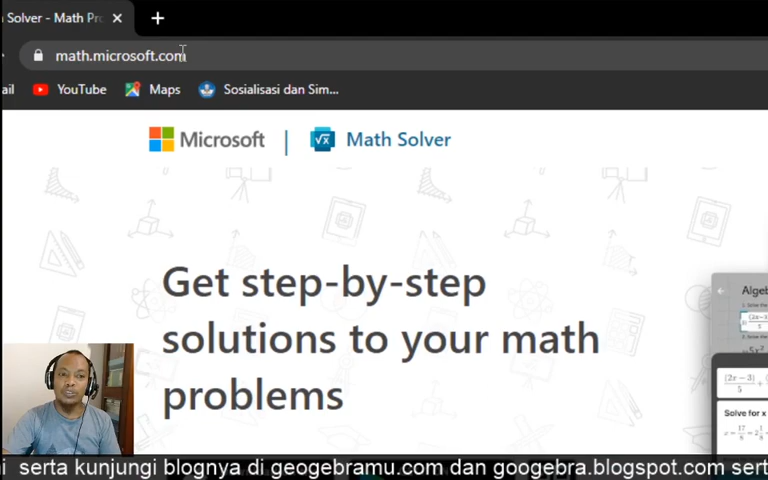 Solver - Math Pr
math.microsoft.com
ail YouTube Maps Sosialisasi dan Sim...
Microsoft | Math Solver
Get step-by-step
solutions to your math
problems
Algeb
Solve for x
serta kunjungi blognya di geogebramu.com dan googebra.blogspot.com sert